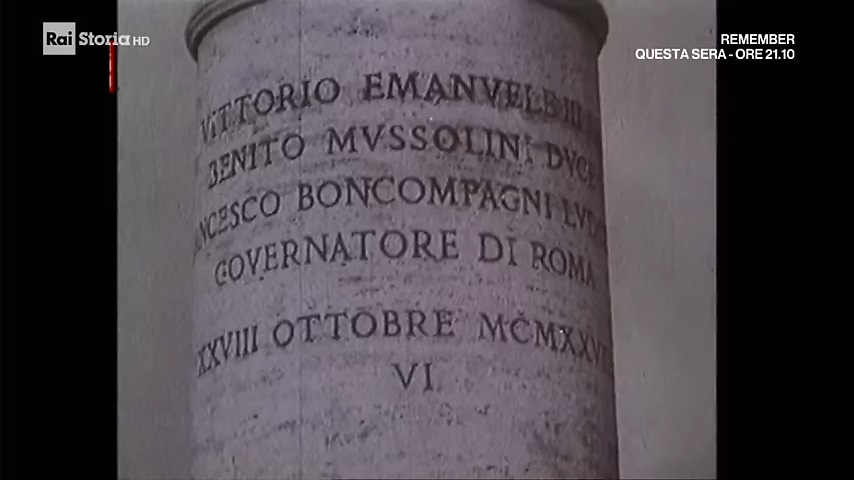 Rai Storia HD
REMEMBER
QUESTA SERA - ORE 21.10
VITTORIO EMANVELE III
BENITO MVSSOLINI DVCE
NCESCO BONCOMPAGNI LVD
GOVERNATORE DI ROMA
XXVIII OTTOBRE MCMXXVI
VI